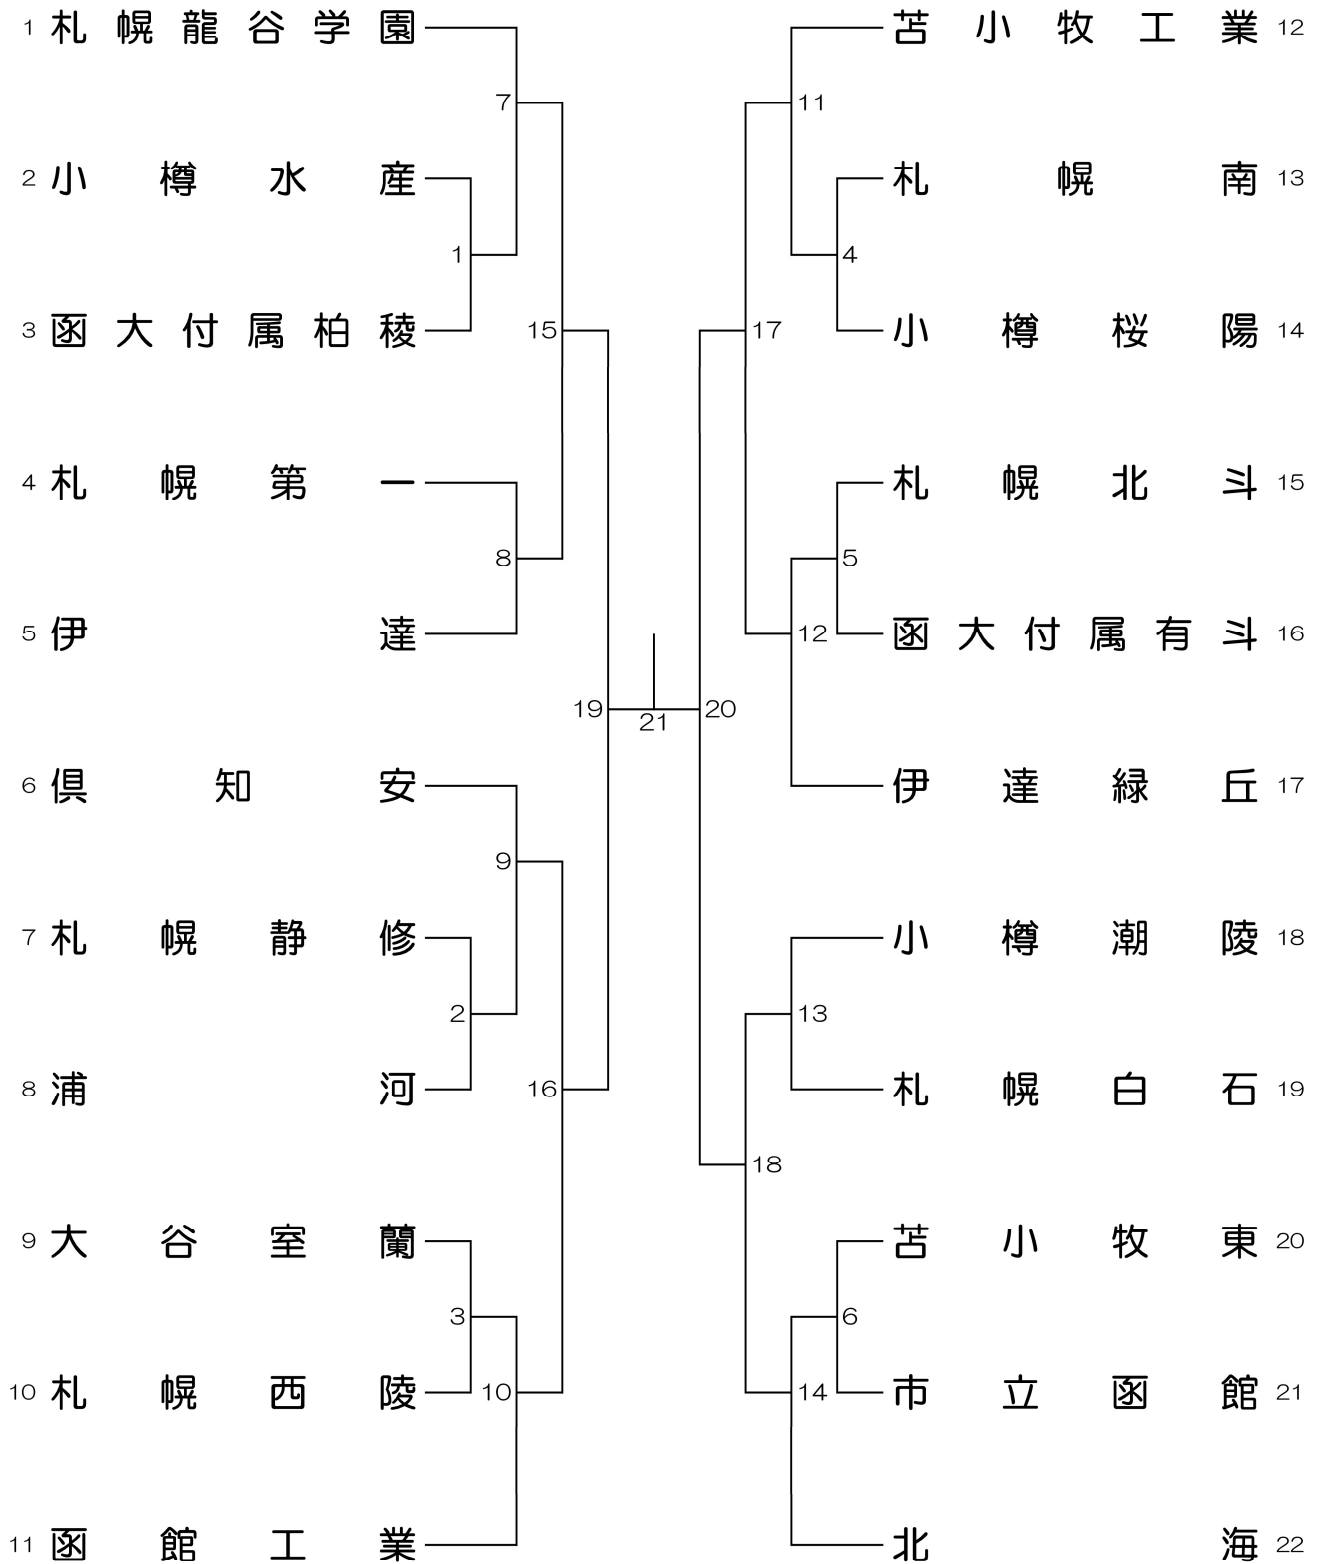 1 札幌龍谷学園
7
2 小樽水産
1
3 函大付属柏稜
15
4 札幌第一
8
5 伊達
19
6 倶知安
9
7 札幌静修
2
8 浦河
16
9 大谷室蘭
3
10 札幌西陵
10
11 函館工業
21
苫小牧工業 12
11
札幌南 13
4
小樽桜陽 14
17
札幌北斗 15
5
函大付属有斗 16
12
20
伊達緑丘 17
小樽潮陵 18
13
札幌白石 19
18
苫小牧東 20
6
市立函館 21
14
北海 22